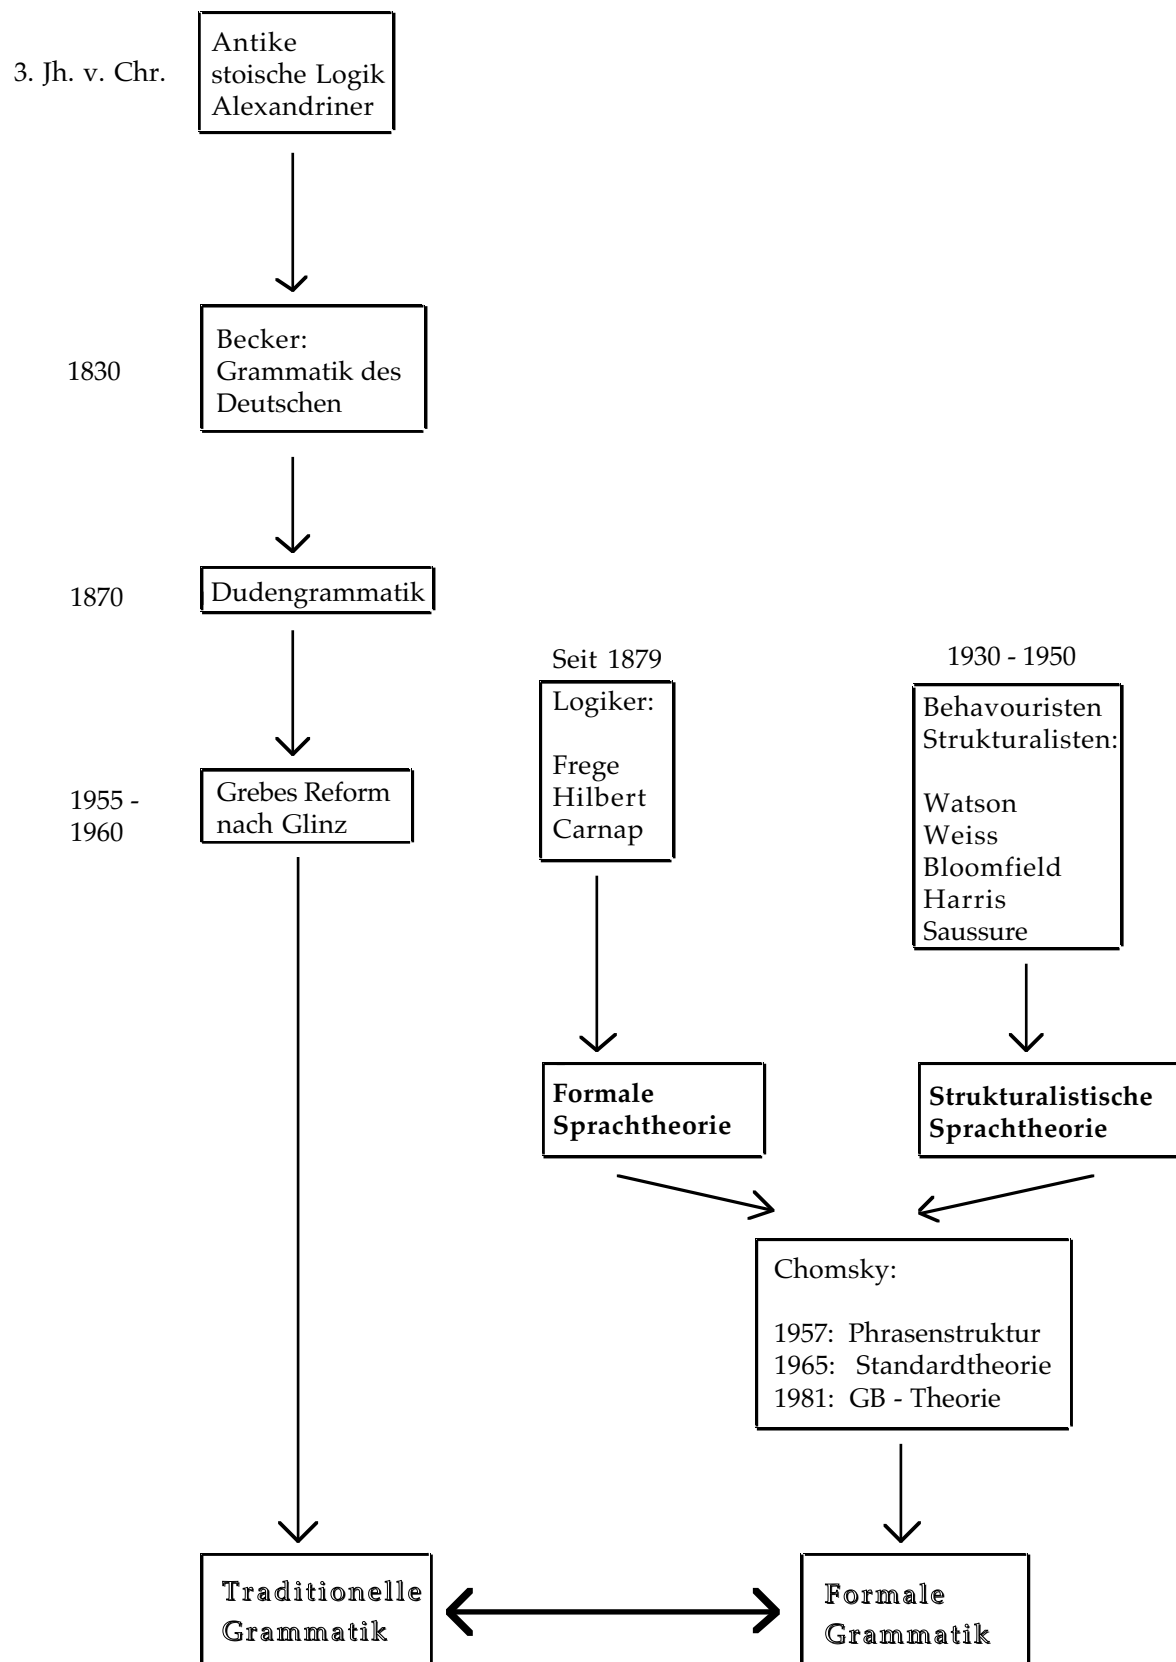 3. Jh. v. Chr.
Antike
stoische Logik
Alexandriner
1830
Becker:
Grammatik des
Deutschen
1870
Dudengrammatik
1955 -
1960
Grebes Reform
nach Glinz
Seit 1879
Logiker:
Frege
Hilbert
Carnap
1930 - 1950
Behavouristen
Strukturalisten:
Watson
Weiss
Bloomfield
Harris
Saussure
Formale
Sprachtheorie
Strukturalistische
Sprachtheorie
Chomsky:
1957: Phrasenstruktur
1965: Standardtheorie
1981: GB - Theorie
Traditionelle
Grammatik
Formale
Grammatik